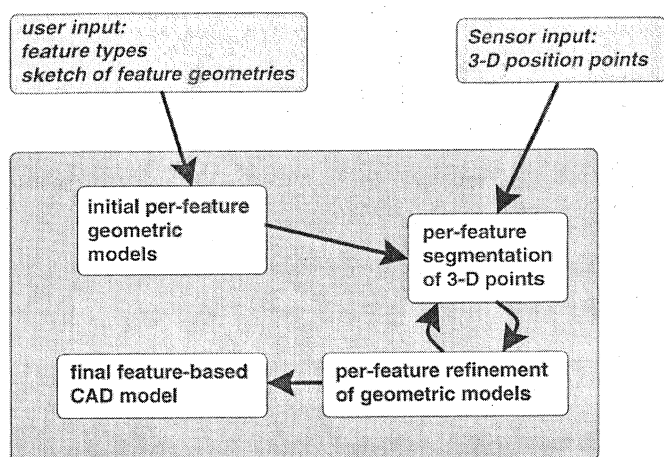 user input:
feature types
sketch of feature geometries
Sensor input:
3-D position points
initial per-feature
geometric
models
per-feature
segmentation
of 3-D points
final feature-based
CAD model
per-feature refinement
of geometric models